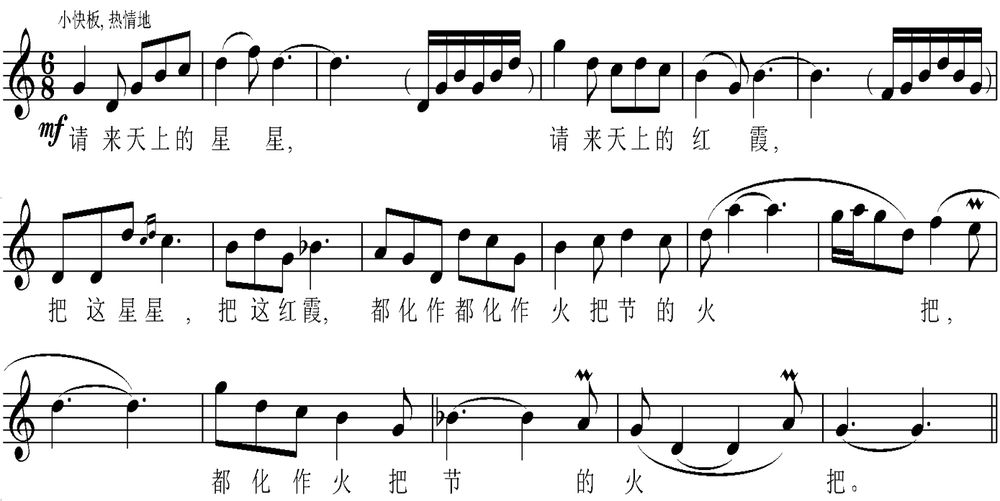 小快板, 热情地
6
8
mf
请来天上的星星, 请来天上的红霞,
把这星星, 把这红霞, 都化作都化作火把节的火把,
都化作火把节的火把。